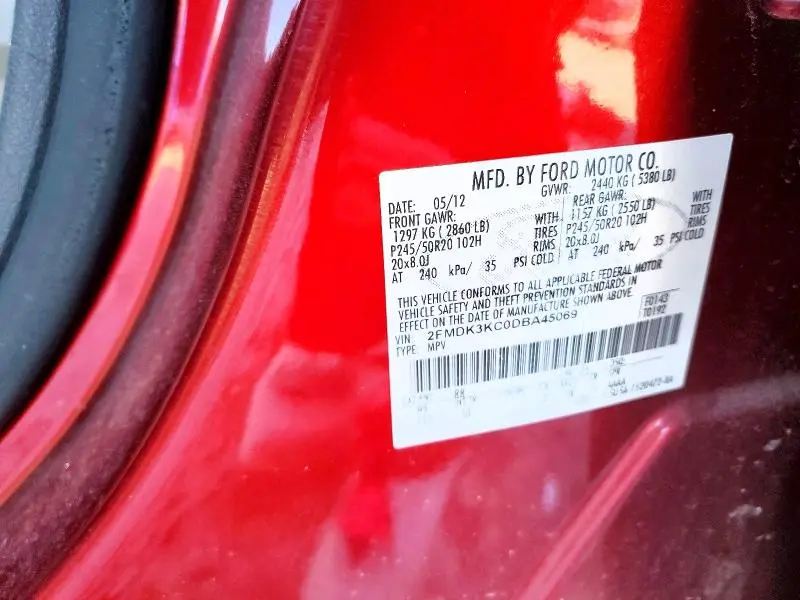 MFD. BY FORD MOTOR CO.
DATE: 05/12 GVWR: 2440 KG ( 5380 LB)
FRONT GAWR: REAR GAWR:
1297 KG ( 2860 LB) WITH 1157 KG ( 2550 LB) WITH
P245/50R20 102H TIRES P245/50R20 102H TIRES
20x8.0J RIMS 20x8.0J RIMS
AT 240 kPa/ 35 PSI COLD AT 240 kPa/ 35 PSI COLD
THIS VEHICLE CONFORMS TO ALL APPLICABLE FEDERAL MOTOR
VEHICLE SAFETY AND THEFT PREVENTION STANDARDS IN
EFFECT ON THE DATE OF MANUFACTURE SHOWN ABOVE.
VIN: 2FMDK3KC0DBA45069 F0143
TYPE: MPV T0192